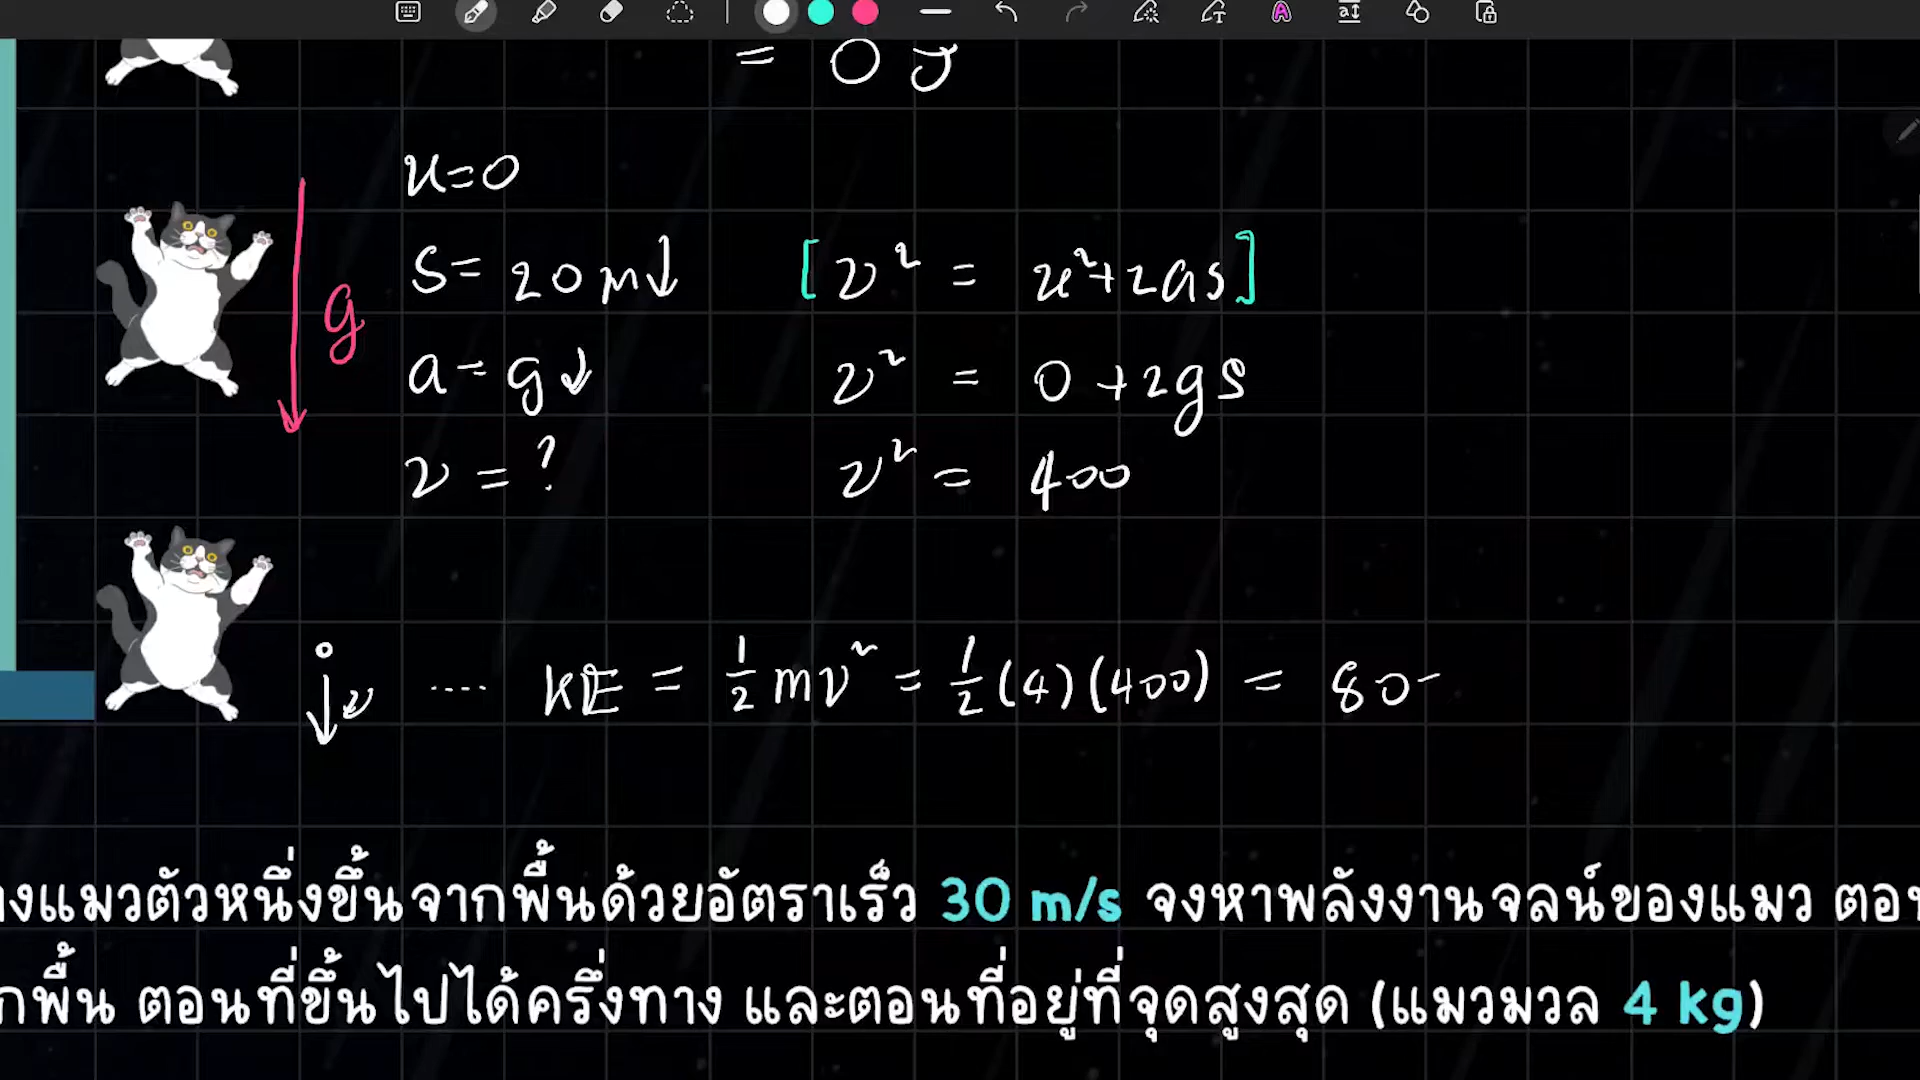 = 0 J
u=0
s= 20 m↓ [v² = u²+2as]
g
a= g↓ v² = 0 +2gs
v = ? v² = 400
v .... KE = 1/2 mv² = 1/2 (4)(400) = 80
งแมวตัวหนึ่งขึ้นจากพื้นด้วยอัตราเร็ว 30 m/s จงหาพลังงานจลน์ของแมว ตอน
กพื้น ตอนที่ขึ้นไปได้ครึ่งทาง และตอนที่อยู่ที่จุดสูงสุด (แมวมวล 4 kg)